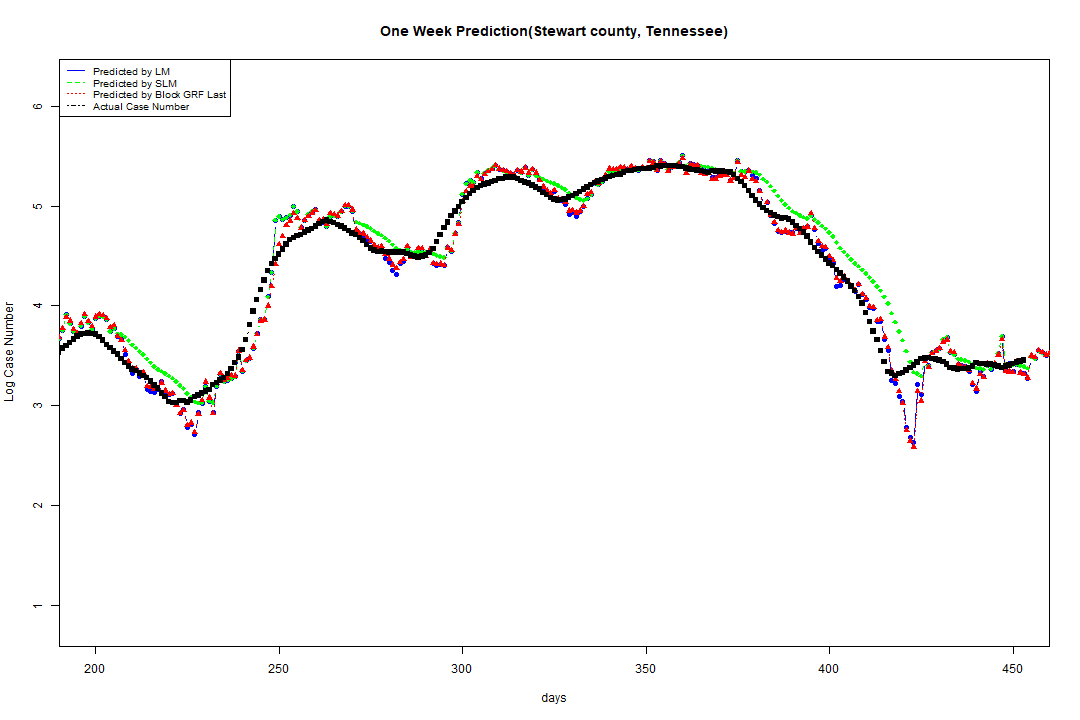 One Week Prediction(Stewart county, Tennessee)
Predicted by LM
Predicted by SLM
Predicted by Block GRF Last
Actual Case Number
6
5
4
3
2
1
Log Case Number
200 250 300 350 400 450
days